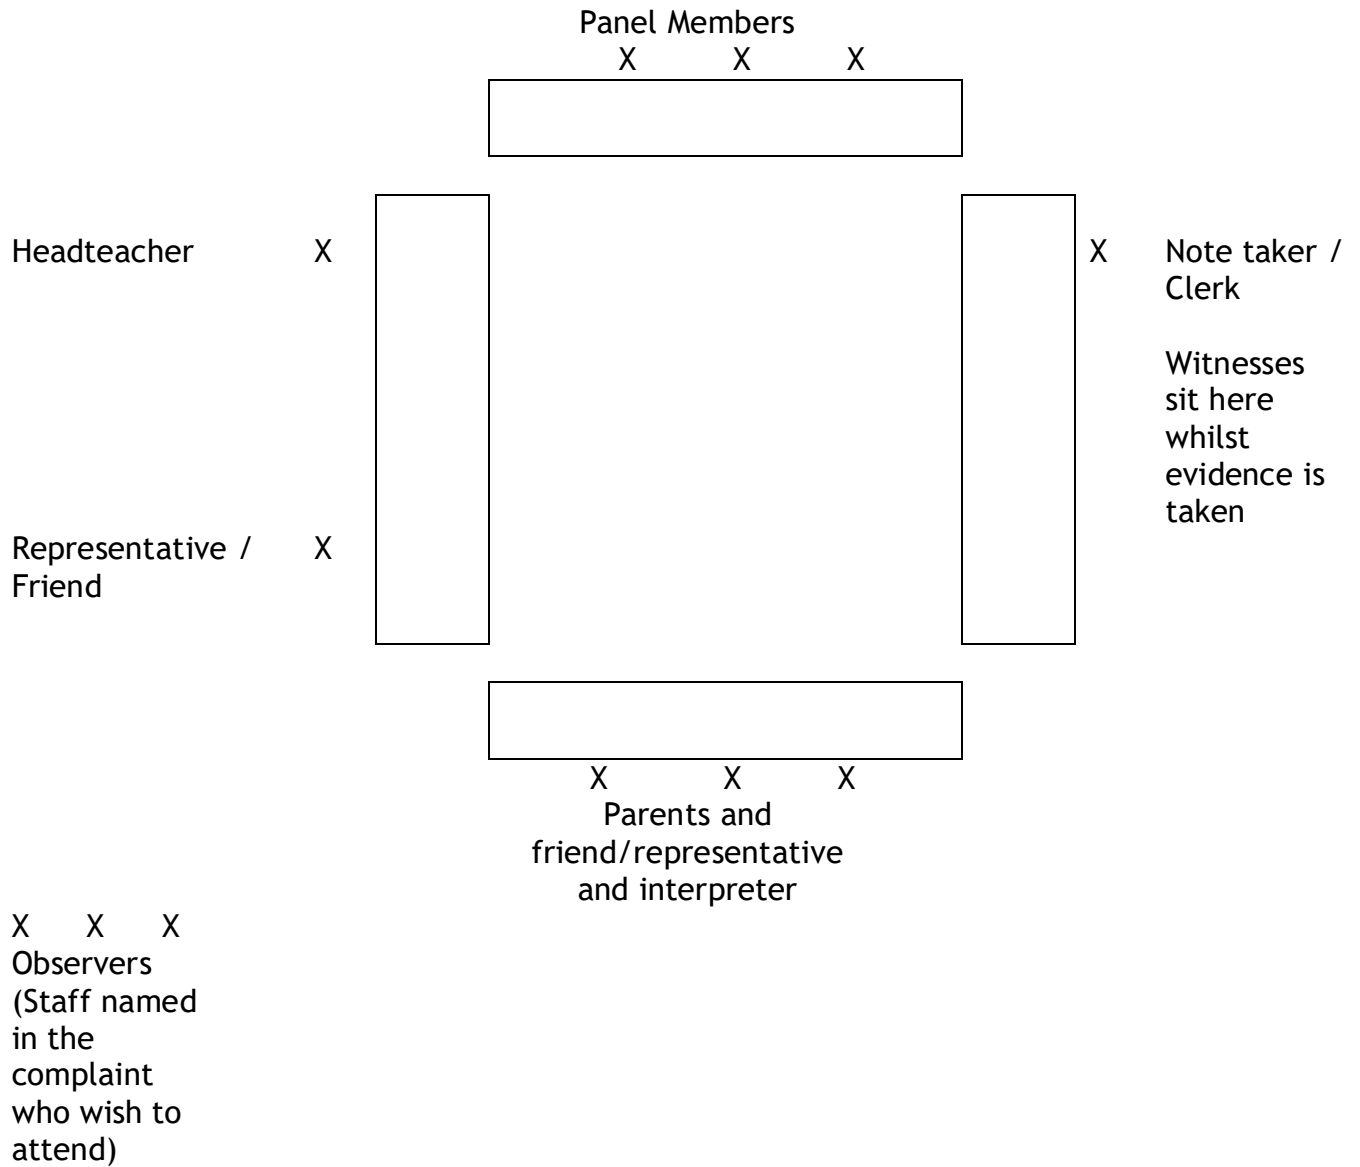 Panel Members
X X X
Headteacher X
X Note taker /
Clerk
Witnesses
sit here
whilst
evidence is
taken
Representative / X
Friend
X X X
Parents and
friend/representative
and interpreter
X X X
Observers
(Staff named
in the
complaint
who wish to
attend)